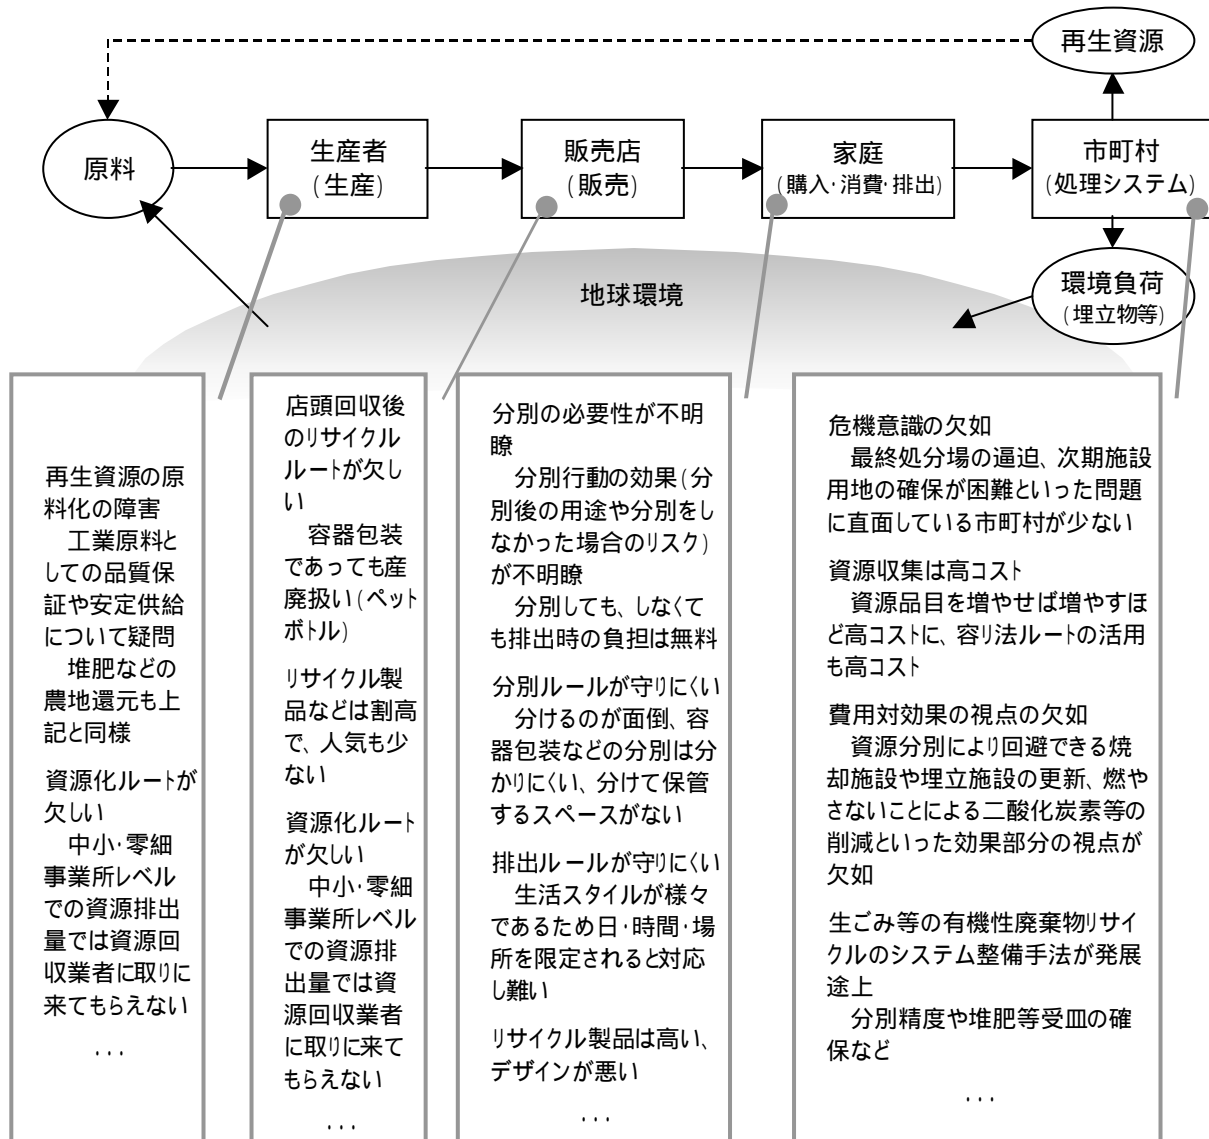 再生資源
原料
生産者
(生産)
販売店
(販売)
家庭
(購入・消費・排出)
市町村
(処理システム)
環境負荷
(埋立物等)
地球環境
再生資源の原
料化の障害
工業原料と
しての品質保
証や安定供給
について疑問
堆肥などの
農地還元も上
記と同様
資源化ルートが
欠しい
中小・零細
事業所レベル
での資源排出
量では資源回
収業者に取りに
来てもらえない
...
店頭回収後
のリサイクル
ルートが欠し
い
容器包装
であっても産
廃扱い(ペット
ボトル)
リサイクル製
品などは割高
で、人気も少
ない
資源化ルート
が欠しい
中小・零細
事業所レベル
での資源排
出量では資
源回収業者
に取りに来て
もらえない
...
分別の必要性が不明
瞭
分別行動の効果(分
別後の用途や分別をし
なかった場合のリスク)
が不明瞭
分別しても、しなくて
も排出時の負担は無料
分別ルールが守りにくい
分けるのが面倒、容
器包装などの分別は分
かりにくい、分けて保管
するスペースがない
排出ルールが守りにくい
生活スタイルが様々
であるため日・時間・場
所を限定されると対応
し難い
リサイクル製品は高い、
デザインが悪い
...
危機意識の欠如
最終処分場の逼迫、次期施設
用地の確保が困難といった問題
に直面している市町村が少ない
資源収集は高コスト
資源品目を増やせば増やすほ
ど高コストに、容リ法ルートの活用
も高コスト
費用対効果の視点の欠如
資源分別により回避できる焼
却施設や埋立施設の更新、燃や
さないことによる二酸化炭素等の
削減といった効果部分の視点が
欠如
生ごみ等の有機性廃棄物リサイ
クルのシステム整備手法が発展
途上
分別精度や堆肥等受皿の確
保など
...